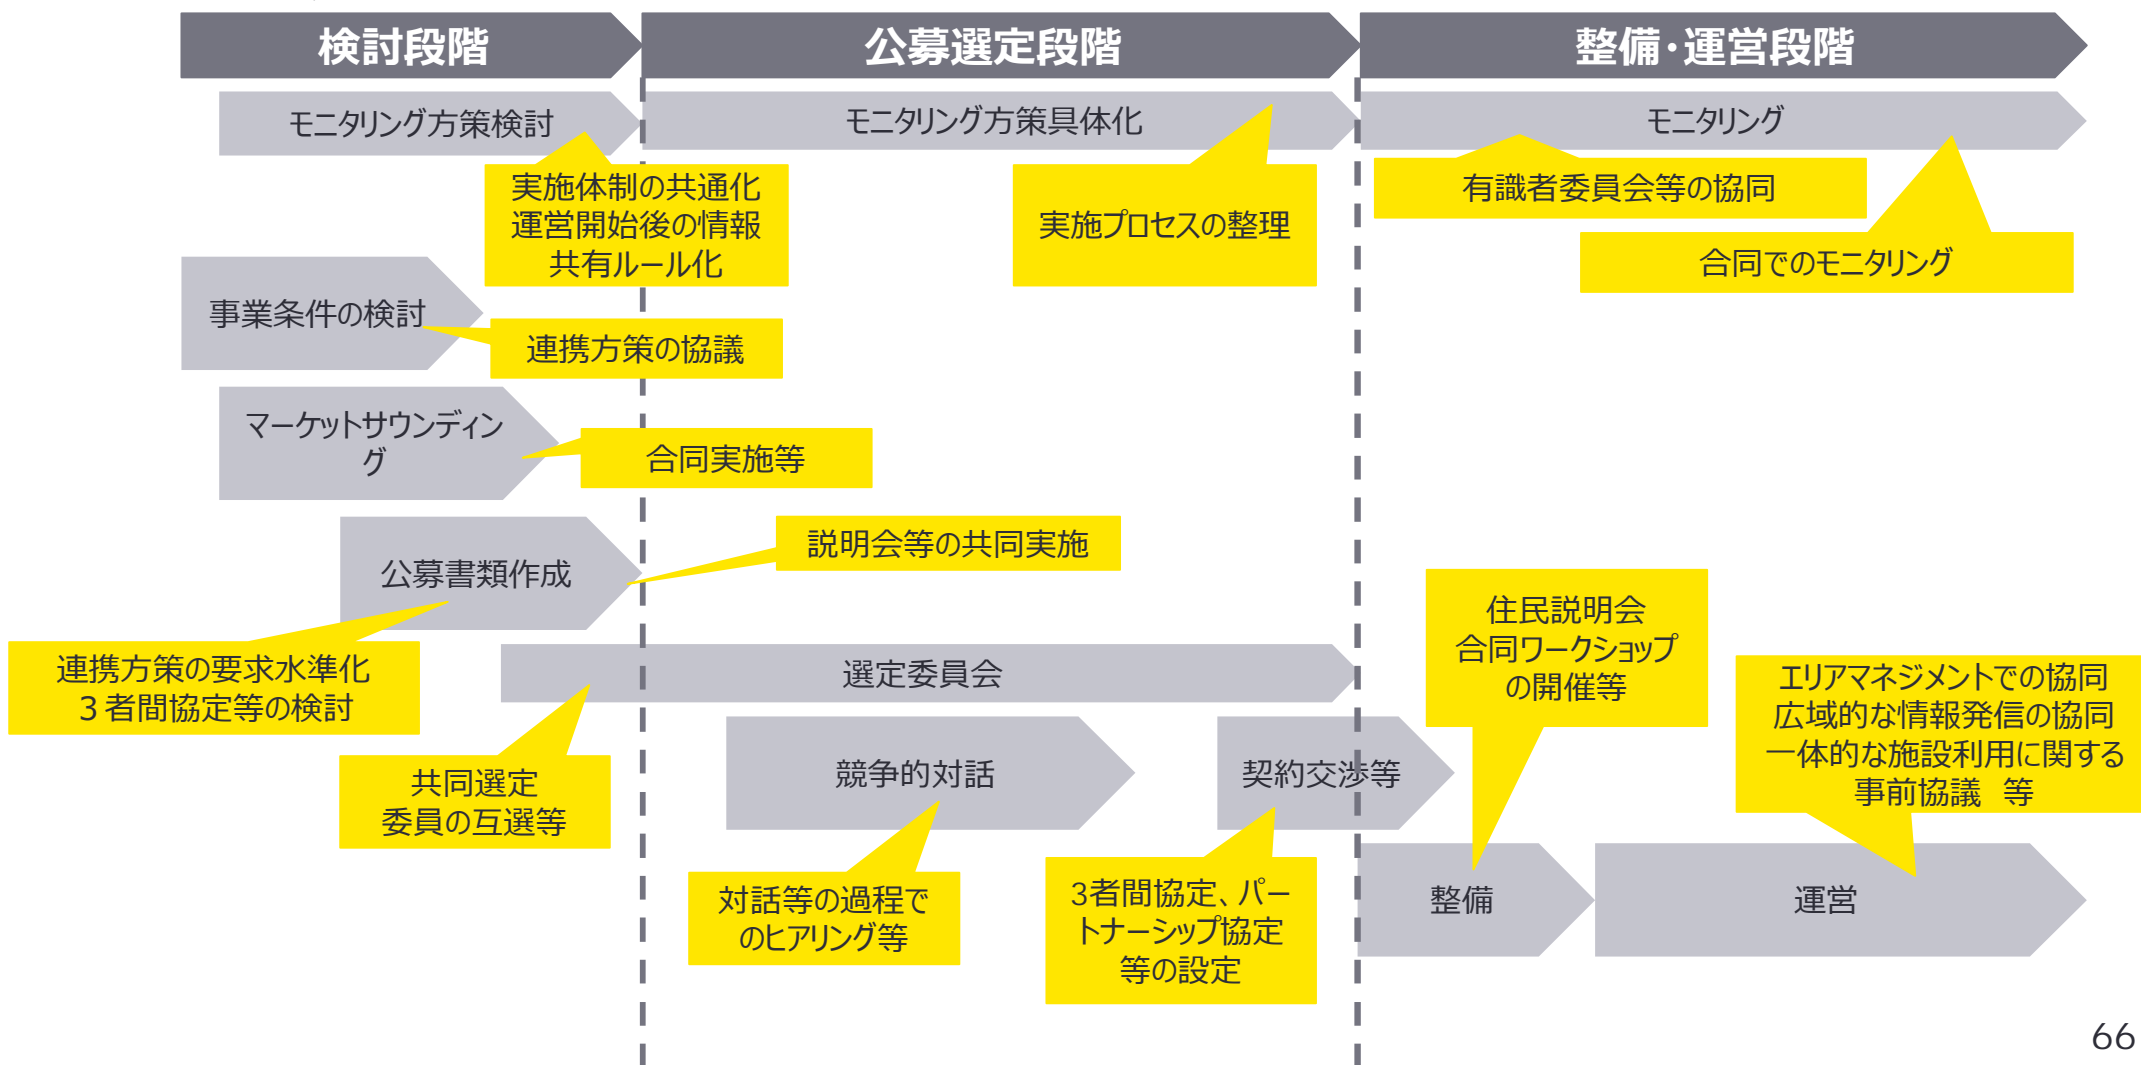 検討段階
公募選定段階
整備・運営段階
モニタリング方策検討
モニタリング方策具体化
モニタリング
実施体制の共通化
運営開始後の情報
共有ルール化
実施プロセスの整理
有識者委員会等の協同
合同でのモニタリング
事業条件の検討
連携方策の協議
マーケットサウンディン
グ
合同実施等
公募書類作成
説明会等の共同実施
連携方策の要求水準化
３者間協定等の検討
選定委員会
共同選定
委員の互選等
住民説明会
合同ワークショップ
の開催等
エリアマネジメントでの協同
広域的な情報発信の協同
一体的な施設利用に関する
事前協議　等
競争的対話
契約交渉等
対話等の過程で
のヒアリング等
3者間協定、パー
トナーシップ協定
等の設定
整備
運営
66